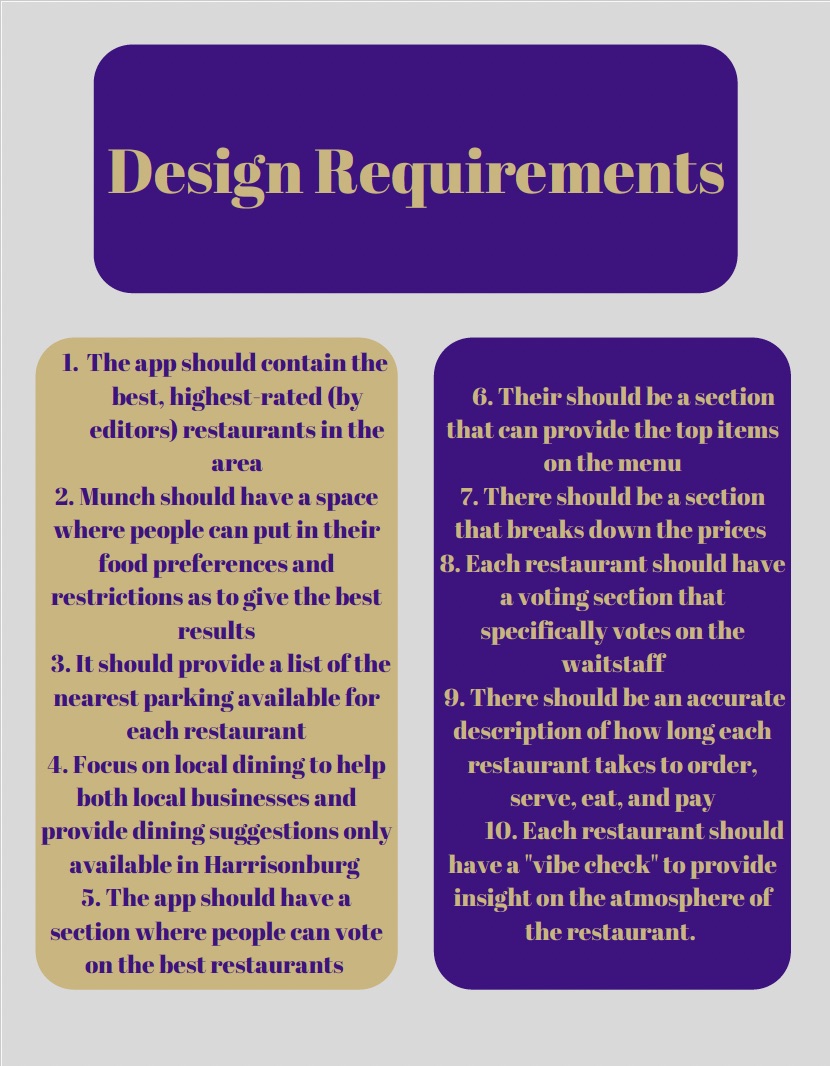 Design Requirements
1. The app should contain the
best, highest-rated (by
editors) restaurants in the
area
2. Munch should have a space
where people can put in their
food preferences and
restrictions as to give the best
results
3. It should provide a list of the
nearest parking available for
each restaurant
4. Focus on local dining to help
both local businesses and
provide dining suggestions only
available in Harrisonburg
5. The app should have a
section where people can vote
on the best restaurants
6. Their should be a section
that can provide the top items
on the menu
7. There should be a section
that breaks down the prices
8. Each restaurant should have
a voting section that
specifically votes on the
waitstaff
9. There should be an accurate
description of how long each
restaurant takes to order,
serve, eat, and pay
10. Each restaurant should
have a "vibe check" to provide
insight on the atmosphere of
the restaurant.